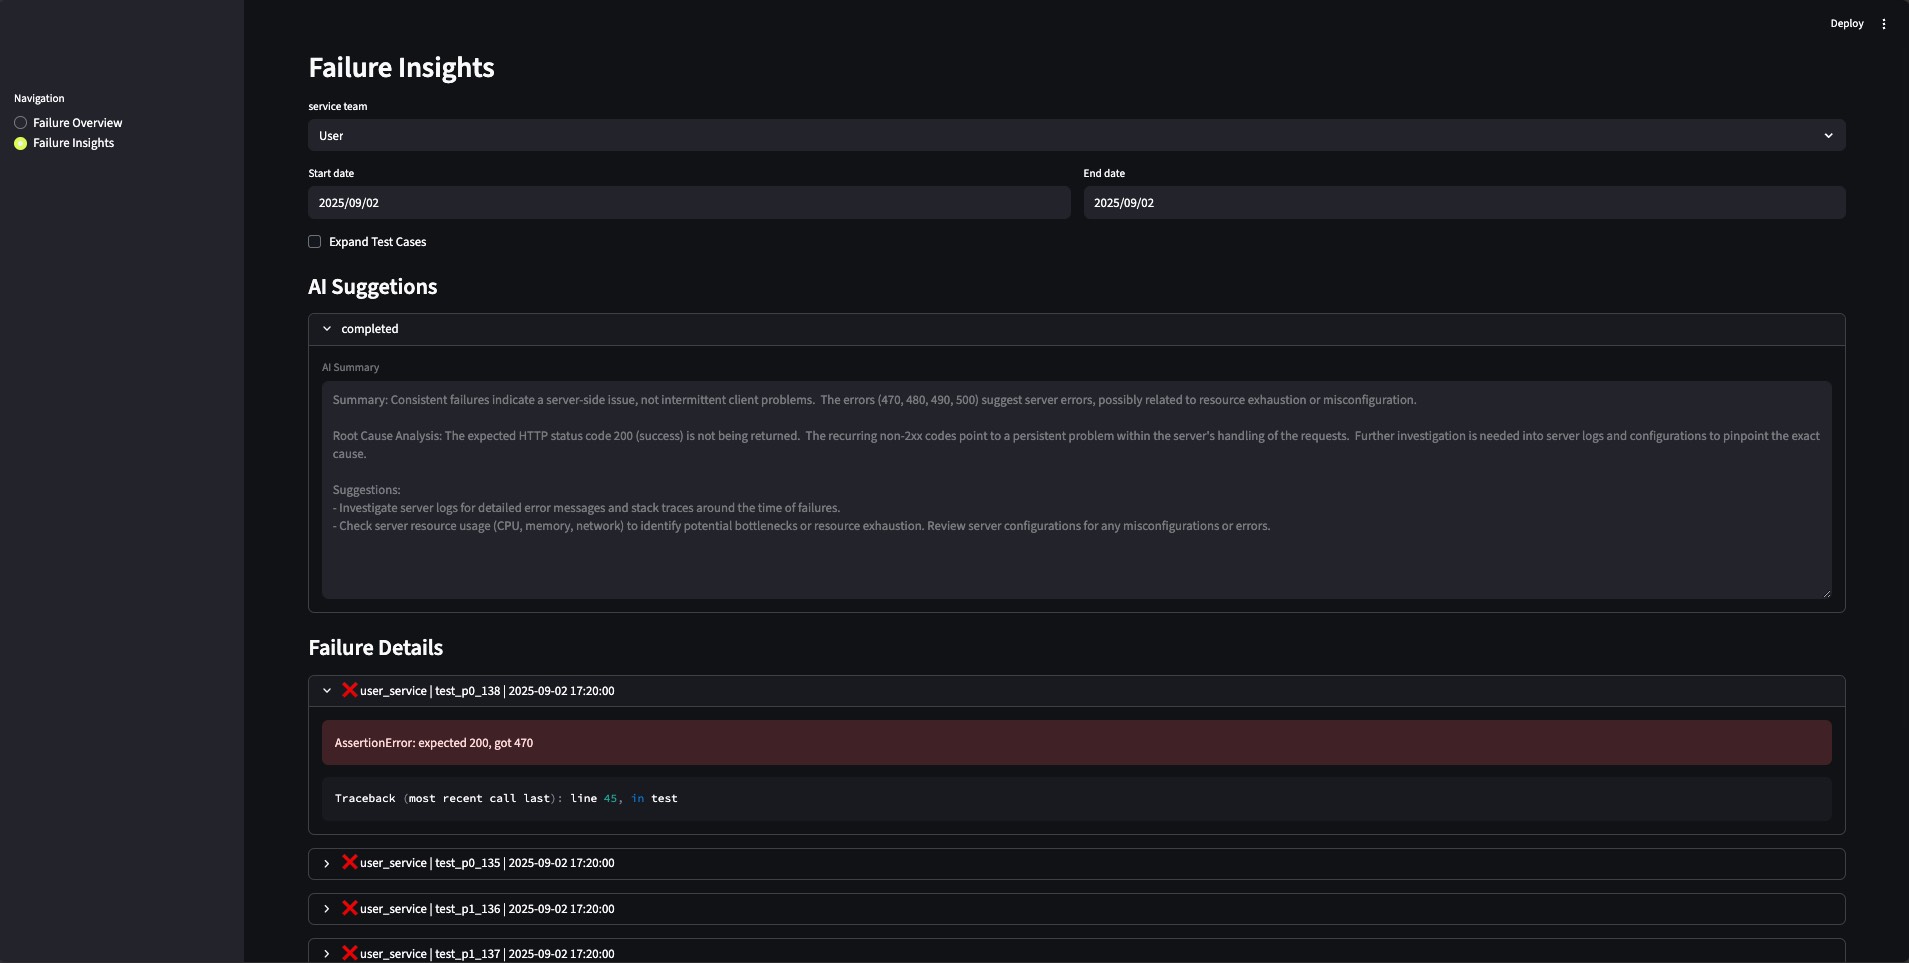 Deploy
Navigation
Failure Overview
Failure Insights
Failure Insights
service team
User
Start date
End date
2025/09/02
2025/09/02
Expand Test Cases
AI Suggetions
completed
AI Summary
Summary: Consistent failures indicate a server-side issue, not intermittent client problems.  The errors (470, 480, 490, 500) suggest server errors, possibly related to resource exhaustion or misconfiguration.
Root Cause Analysis: The expected HTTP status code 200 (success) is not being returned.  The recurring non-2xx codes point to a persistent problem within the server's handling of the requests.  Further investigation is needed into server logs and configurations to pinpoint the exact
cause.
Suggestions:
- Investigate server logs for detailed error messages and stack traces around the time of failures.
- Check server resource usage (CPU, memory, network) to identify potential bottlenecks or resource exhaustion. Review server configurations for any misconfigurations or errors.
Failure Details
❌user_service | test_p0_138 | 2025-09-02 17:20:00
AssertionError: expected 200, got 470
Traceback (most recent call last): line 45, in test
❌user_service | test_p0_135 | 2025-09-02 17:20:00
❌user_service | test_p1_136 | 2025-09-02 17:20:00
❌user_service | test_p1_137 | 2025-09-02 17:20:00